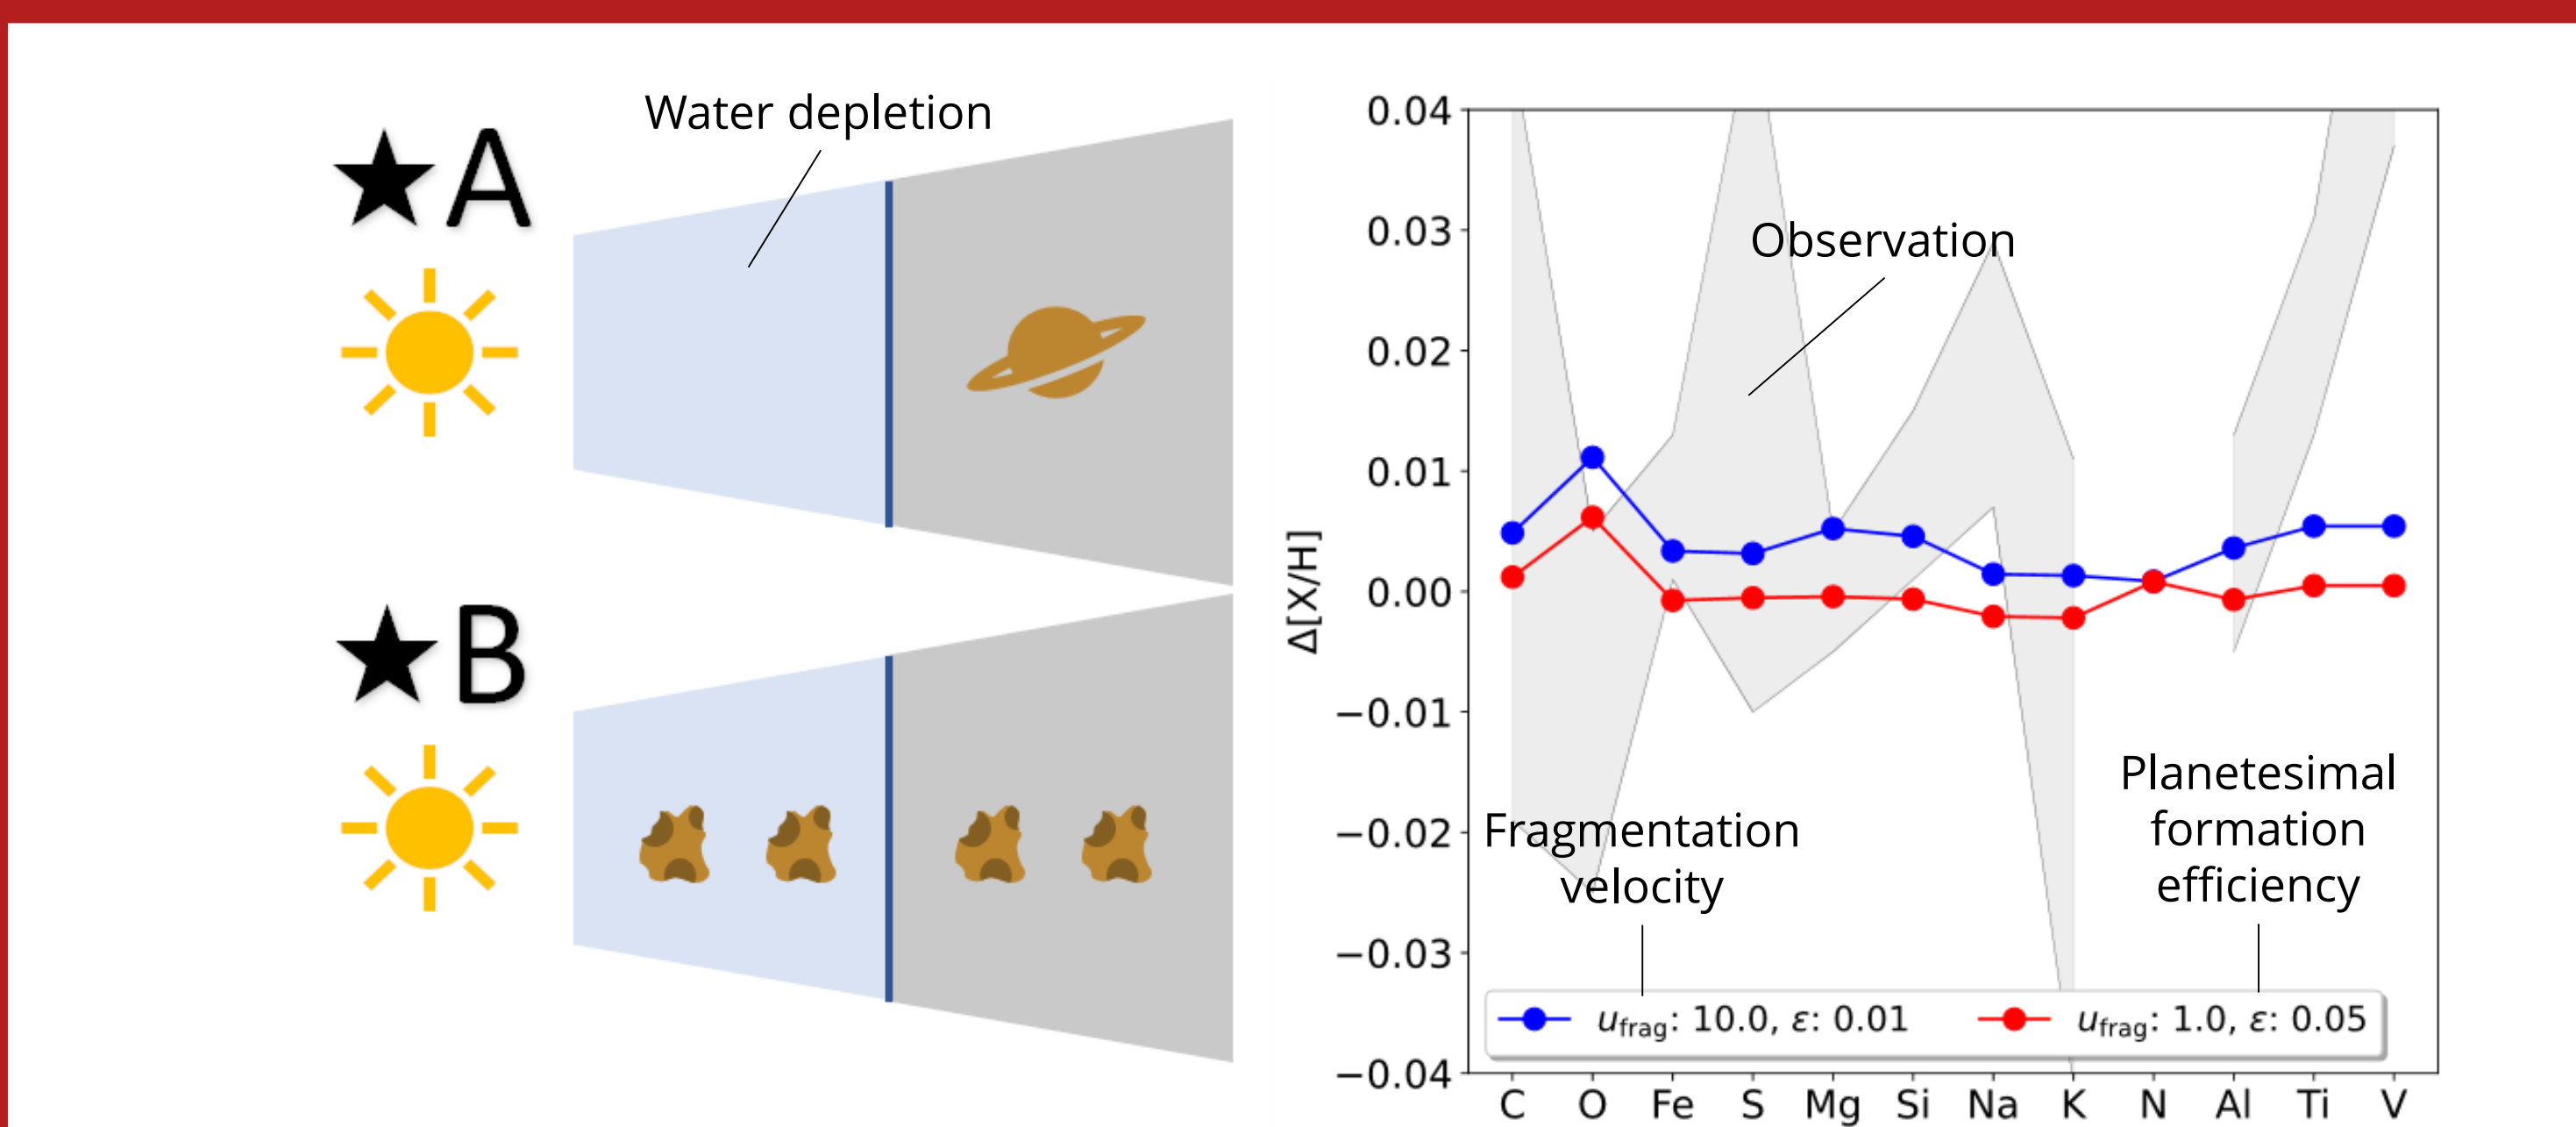 Water depletion
★A
★B
0.04
0.03
0.02
0.01
0.00
−0.01
−0.02
−0.03
−0.04
Δ[X/H]
Observation
Fragmentation
velocity
Planetesimal
formation
efficiency
u_frag: 10.0, ε: 0.01
u_frag: 1.0, ε: 0.05
C O Fe S Mg Si Na K N Al Ti V